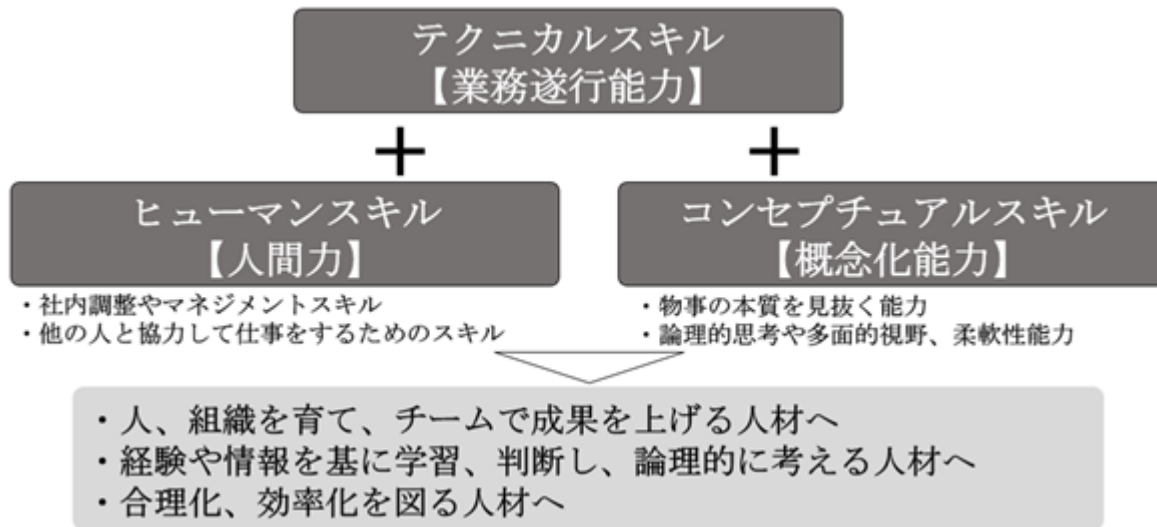 テクニカルスキル
【業務遂行能力】
＋
＋
ヒューマンスキル
【人間力】
コンセプチュアルスキル
【概念化能力】
・社内調整やマネジメントスキル
・他の人と協力して仕事をするためのスキル
・物事の本質を見抜く能力
・論理的思考や多面的視野、柔軟性能力
・人、組織を育て、チームで成果を上げる人材へ
・経験や情報を基に学習、判断し、論理的に考える人材へ
・合理化、効率化を図る人材へ